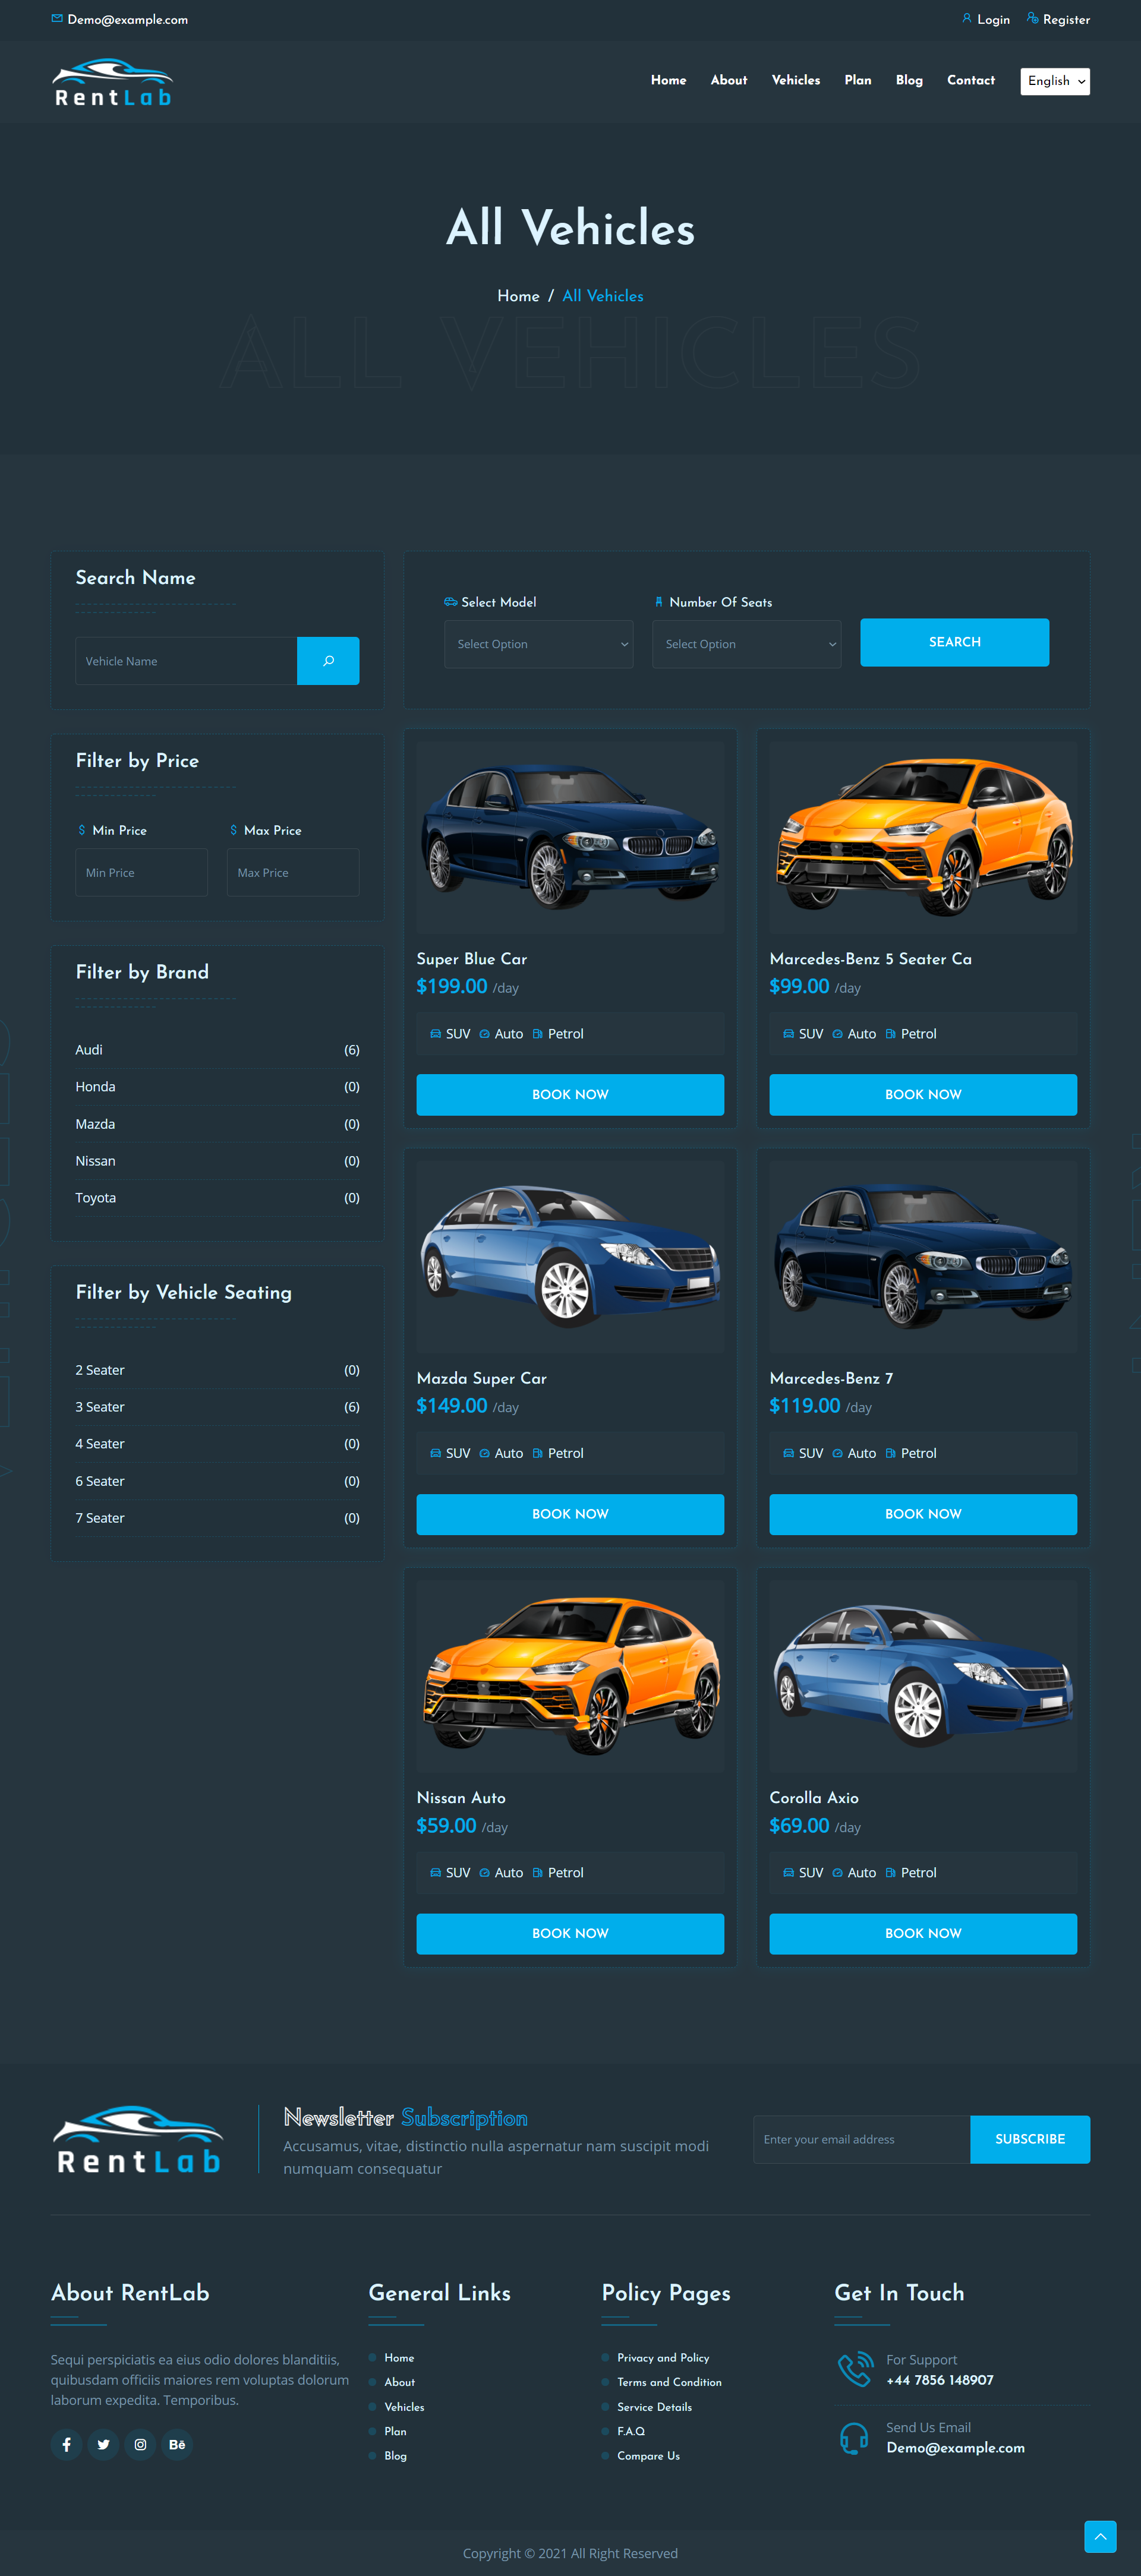 Demo@example.com
Login
Register
RentLab
Home
About
Vehicles
Plan
Blog
Contact
English
All Vehicles
Home / All Vehicles
ALL VEHICLES
Search Name
Vehicle Name
Select Model
Number Of Seats
Select Option
Select Option
SEARCH
Filter by Price
Min Price
Max Price
Min Price
Max Price
Filter by Brand
Audi (6)
Honda (0)
Mazda (0)
Nissan (0)
Toyota (0)
Filter by Vehicle Seating
2 Seater (0)
3 Seater (6)
4 Seater (0)
6 Seater (0)
7 Seater (0)
Super Blue Car
$199.00 /day
SUV Auto Petrol
BOOK NOW
Marcedes-Benz 5 Seater Ca
$99.00 /day
SUV Auto Petrol
BOOK NOW
Mazda Super Car
$149.00 /day
SUV Auto Petrol
BOOK NOW
Marcedes-Benz 7
$119.00 /day
SUV Auto Petrol
BOOK NOW
Nissan Auto
$59.00 /day
SUV Auto Petrol
BOOK NOW
Corolla Axio
$69.00 /day
SUV Auto Petrol
BOOK NOW
RentLab
Newsletter Subscription
Accusamus, vitae, distinctio nulla aspernatur nam suscipit modi
numquam consequatur
Enter your email address
SUBSCRIBE
About RentLab
Sequi perspiciatis ea eius odio dolores blanditiis,
quibusdam officiis maiores rem voluptas dolorum
laborum expedita. Temporibus.
Bē
General Links
Home
About
Vehicles
Plan
Blog
Policy Pages
Privacy and Policy
Terms and Condition
Service Details
F.A.Q
Compare Us
Get In Touch
For Support
+44 7856 148907
Send Us Email
Demo@example.com
Copyright © 2021 All Right Reserved